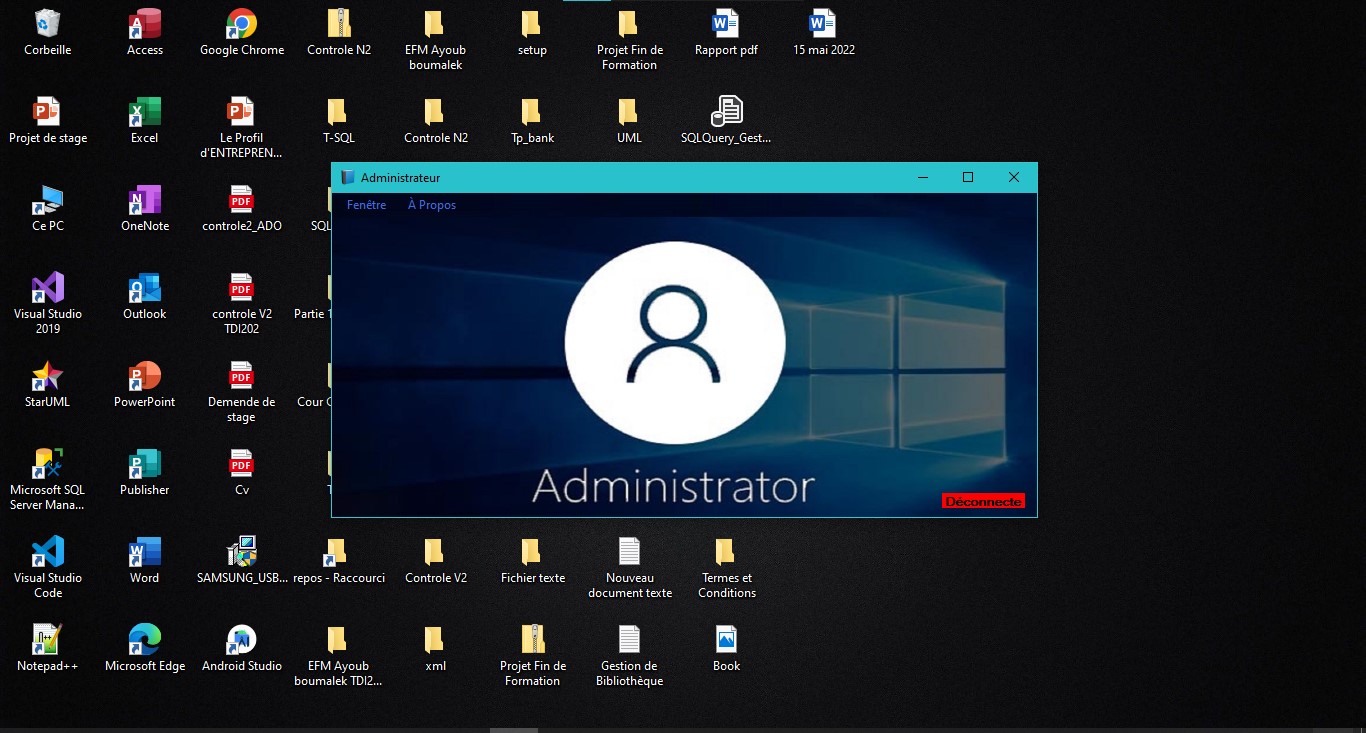 Corbeille
Access
Google Chrome
Controle N2
EFM Ayoub
boumalek
setup
Projet Fin de
Formation
Rapport pdf
15 mai 2022
Projet de stage
Excel
Le Profil
d'ENTREPREN...
T-SQL
Controle N2
Tp_bank
UML
SQLQuery_Gest...
Administrateur
Fenêtre
À Propos
Administrator
Déconnecte
Ce PC
OneNote
PDF
controle2_ADO
SQL
Visual Studio
2019
Outlook
PDF
controle V2
TDI202
Partie 1
StarUML
PowerPoint
PDF
Demende de
stage
Cour
Microsoft SQL
Server Mana...
Publisher
PDF
Cv
Visual Studio
Code
Word
SAMSUNG_USB...
repos - Raccourci
Controle V2
Fichier texte
Nouveau
document texte
Termes et
Conditions
Notepad++
Microsoft Edge
Android Studio
EFM Ayoub
boumalek TDI2...
xml
Projet Fin de
Formation
Gestion de
Bibliothèque
Book